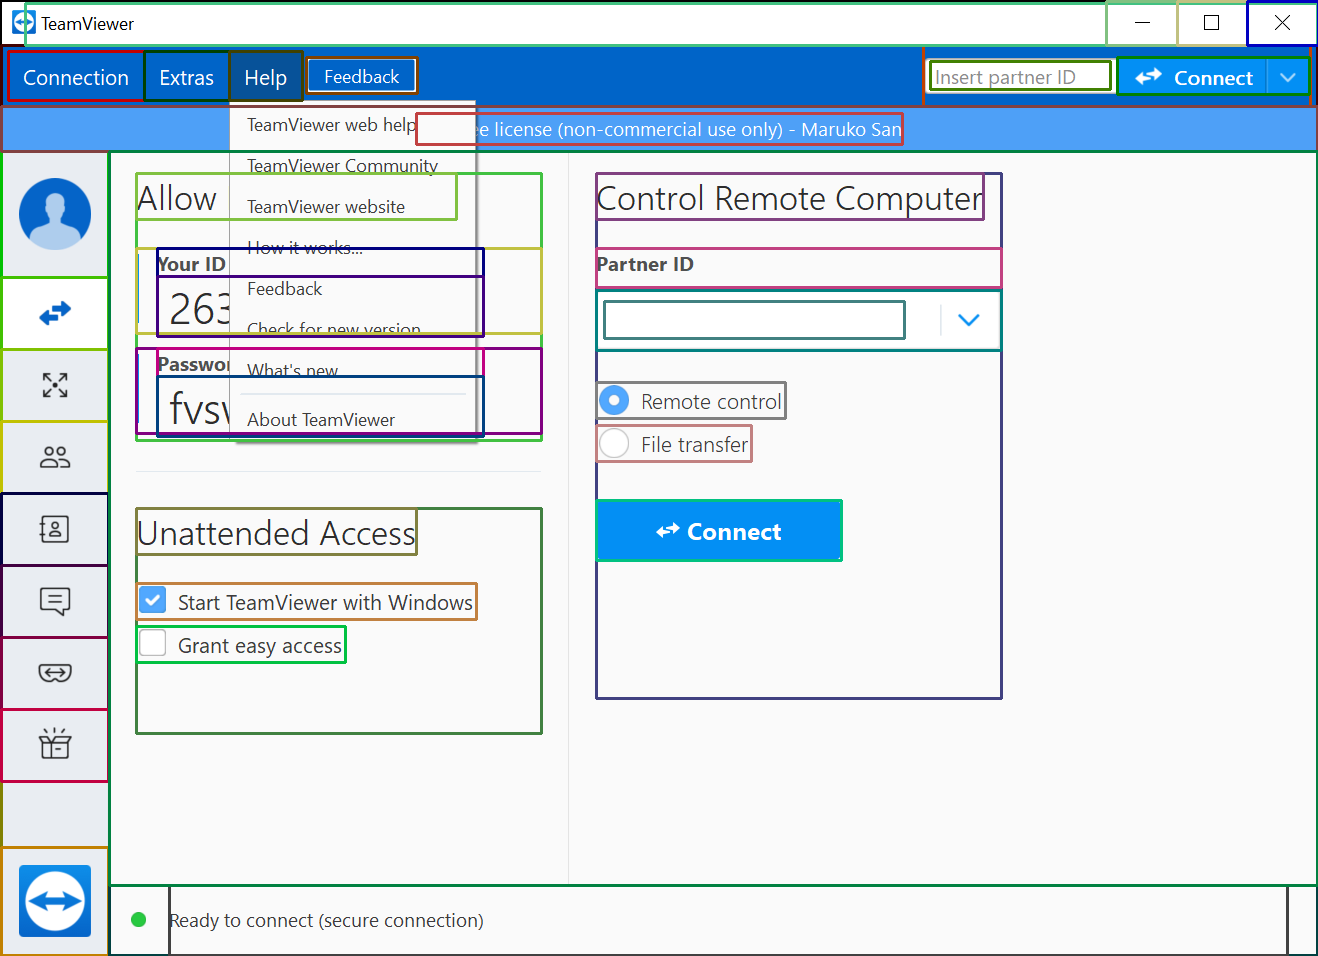 TeamViewer
Connection
Extras
Help
Feedback
Insert partner ID
Connect
TeamViewer web help
license (non-commercial use only) - Maruko San
TeamViewer Community
Allow
TeamViewer website
How it works...
Your ID
263
Feedback
Check for new version
What's new
About TeamViewer
Control Remote Computer
Partner ID
Remote control
File transfer
Connect
Unattended Access
Start TeamViewer with Windows
Grant easy access
Ready to connect (secure connection)